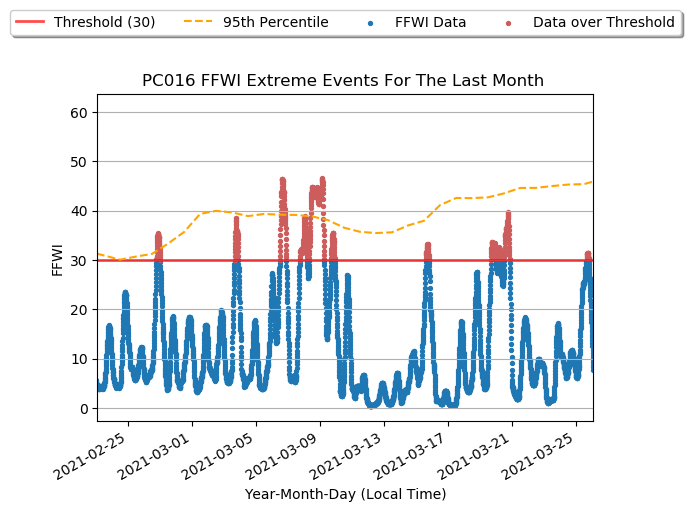 Threshold (30) 95th Percentile FFWI Data Data over Threshold
PC016 FFWI Extreme Events For The Last Month
60
50
40
30
20
10
0
FFWI
2021-02-25 2021-03-01 2021-03-05 2021-03-09 2021-03-13 2021-03-17 2021-03-21 2021-03-25
Year-Month-Day (Local Time)